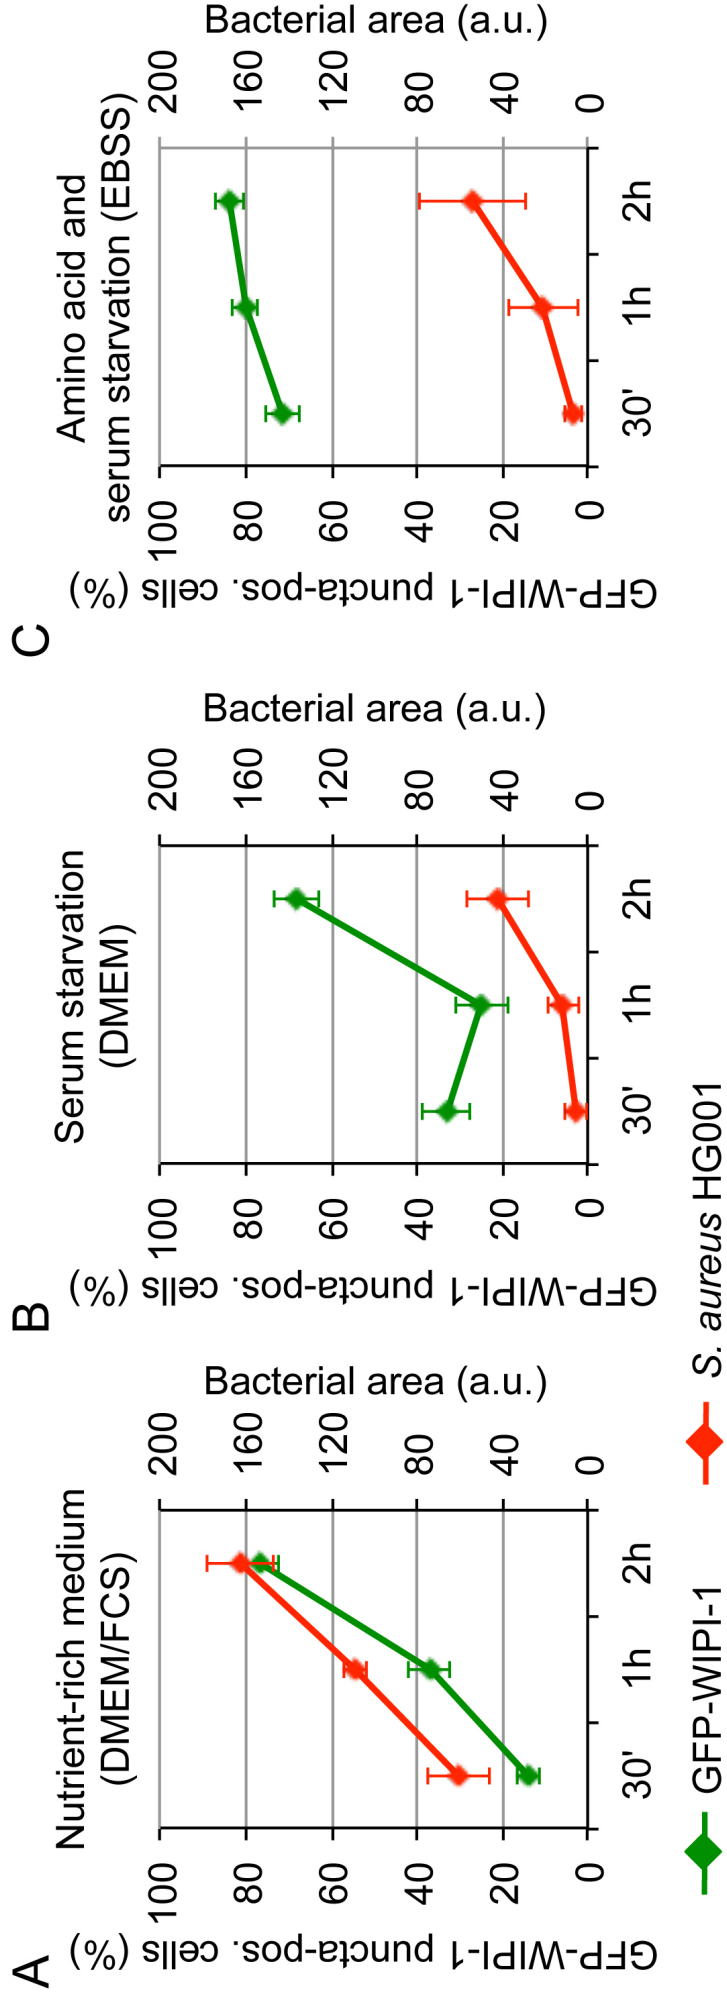 A
Nutrient-rich medium
(DMEM/FCS)
GFP-WIPI-1 puncta-pos. cells (%)
100
80
60
40
20
0
Bacterial area (a.u.)
200
160
120
80
40
0
30'
1h
2h
B
Serum starvation
(DMEM)
GFP-WIPI-1 puncta-pos. cells (%)
100
80
60
40
20
0
Bacterial area (a.u.)
200
160
120
80
40
0
30'
1h
2h
C
Amino acid and
serum starvation (EBSS)
GFP-WIPI-1 puncta-pos. cells (%)
100
80
60
40
20
0
Bacterial area (a.u.)
200
160
120
80
40
0
30'
1h
2h
GFP-WIPI-1
S. aureus HG001